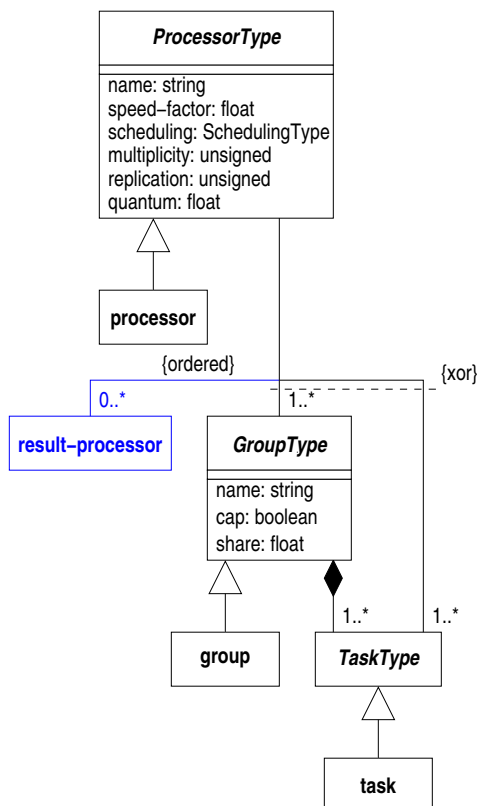 ProcessorType
name: string
speed−factor: float
scheduling: SchedulingType
multiplicity: unsigned
replication: unsigned
quantum: float
processor
{ordered}
{xor}
0..*
1..*
result−processor
GroupType
name: string
cap: boolean
share: float
1..*
1..*
group
TaskType
task